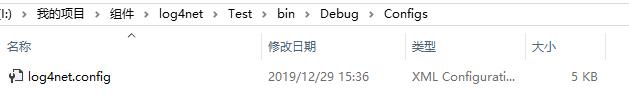 (I:) > 我的项目 > 组件 > log4net > Test > bin > Debug > Configs
名称 修改日期 类型 大小
log4net.config 2019/12/29 15:36 XML Configurati... 5 KB